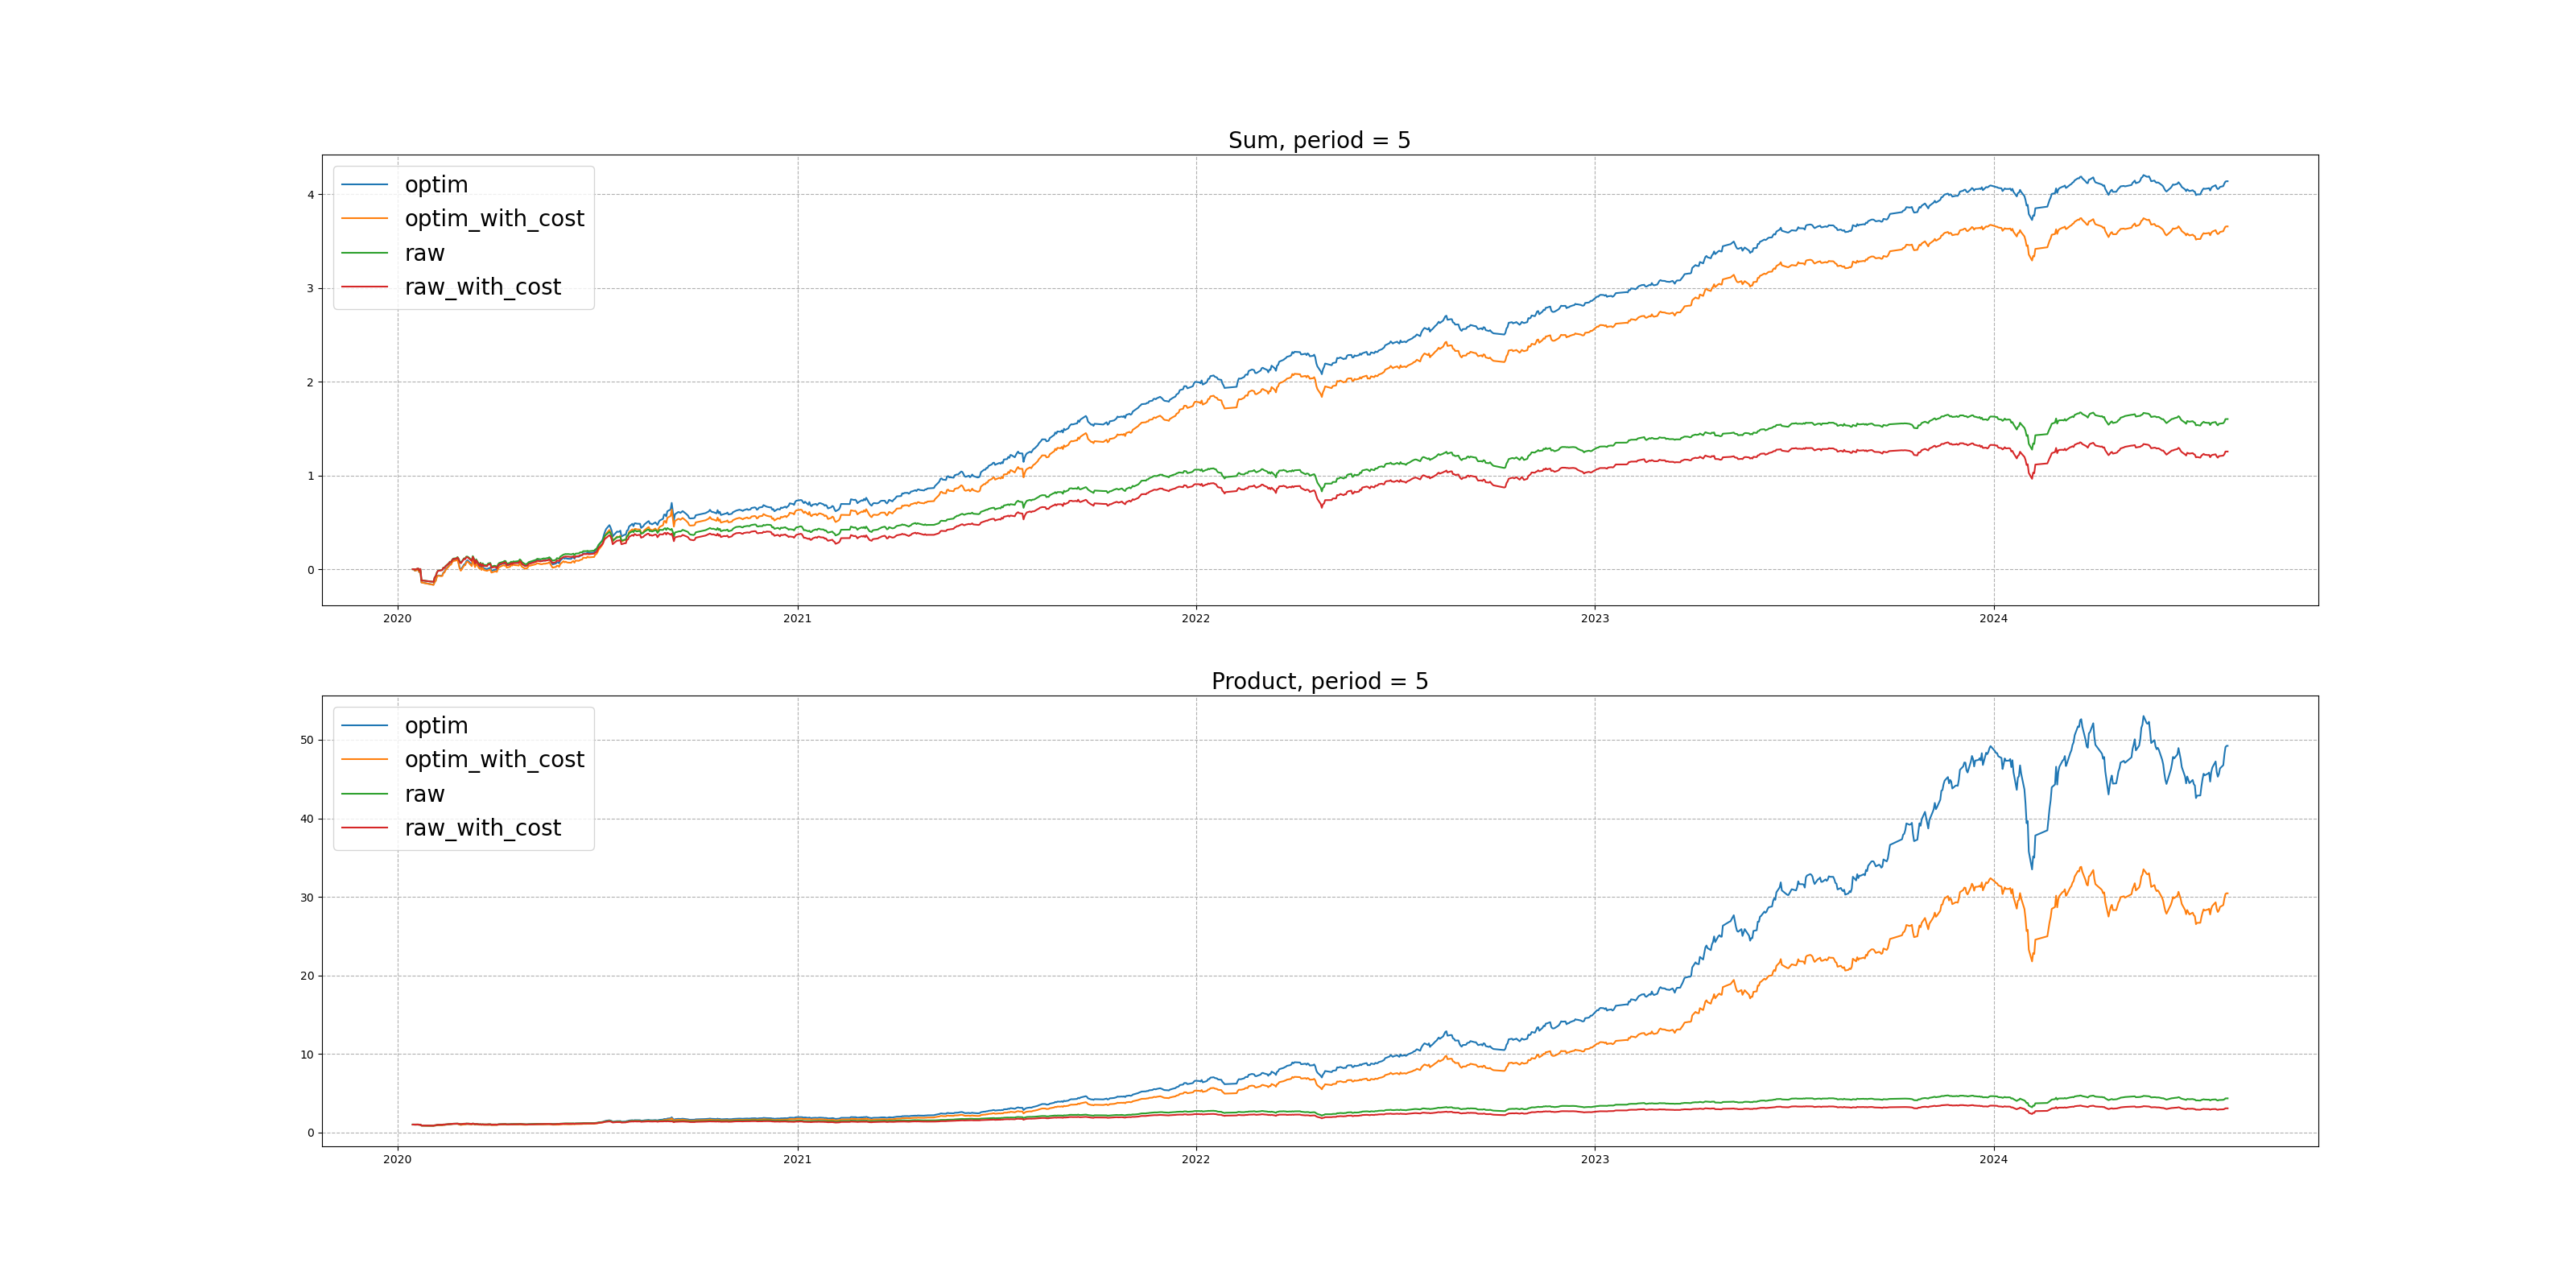 Sum, period = 5
optim
optim_with_cost
raw
raw_with_cost
4
3
2
1
0
2020 2021 2022 2023 2024
Product, period = 5
optim
optim_with_cost
raw
raw_with_cost
50
40
30
20
10
0
2020 2021 2022 2023 2024